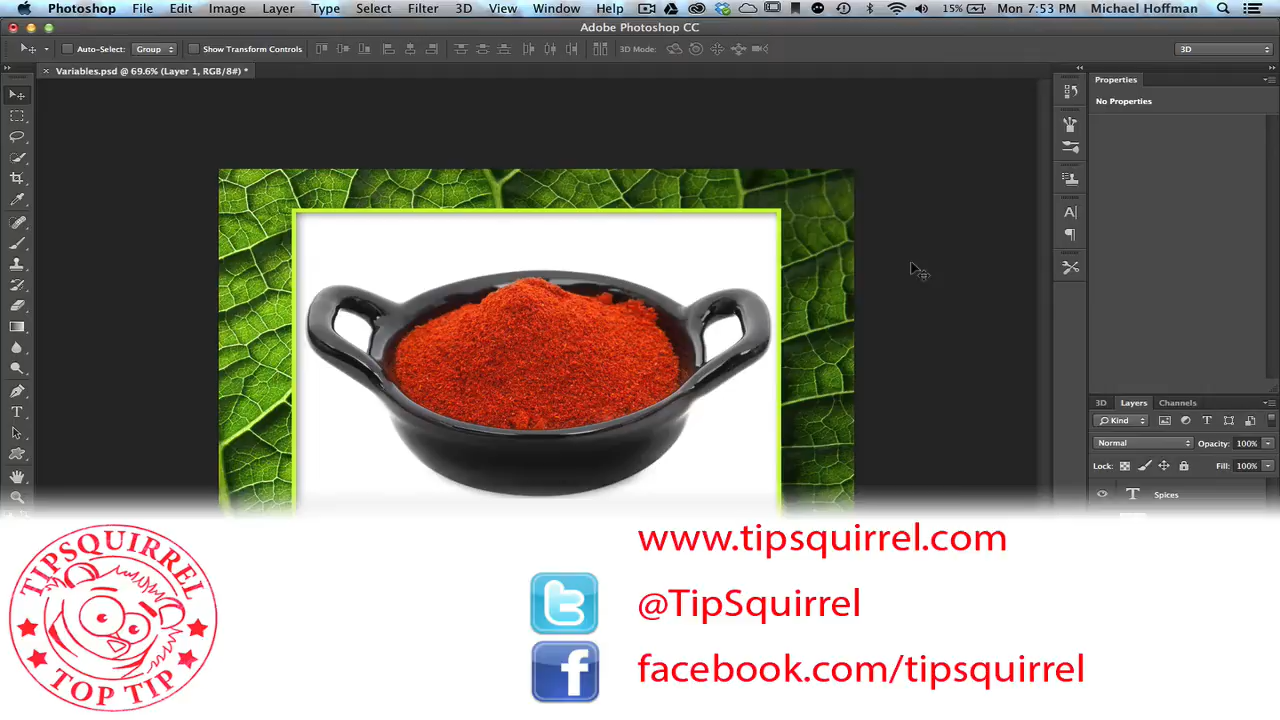 Photoshop File Edit Image Layer Type Select Filter 3D View Window Help 15% Mon 7:53 PM Michael Hoffman
Adobe Photoshop CC
Auto-Select: Group Show Transform Controls 3D Mode: 3D
× Variables.psd @ 69.6% (Layer 1, RGB/8#) *
Properties
No Properties
3D Layers Channels
Kind
Normal Opacity: 100%
Lock: Fill: 100%
T Spices
www.tipsquirrel.com
@TipSquirrel
facebook.com/tipsquirrel
TIPSQUIRREL
TOP TIP